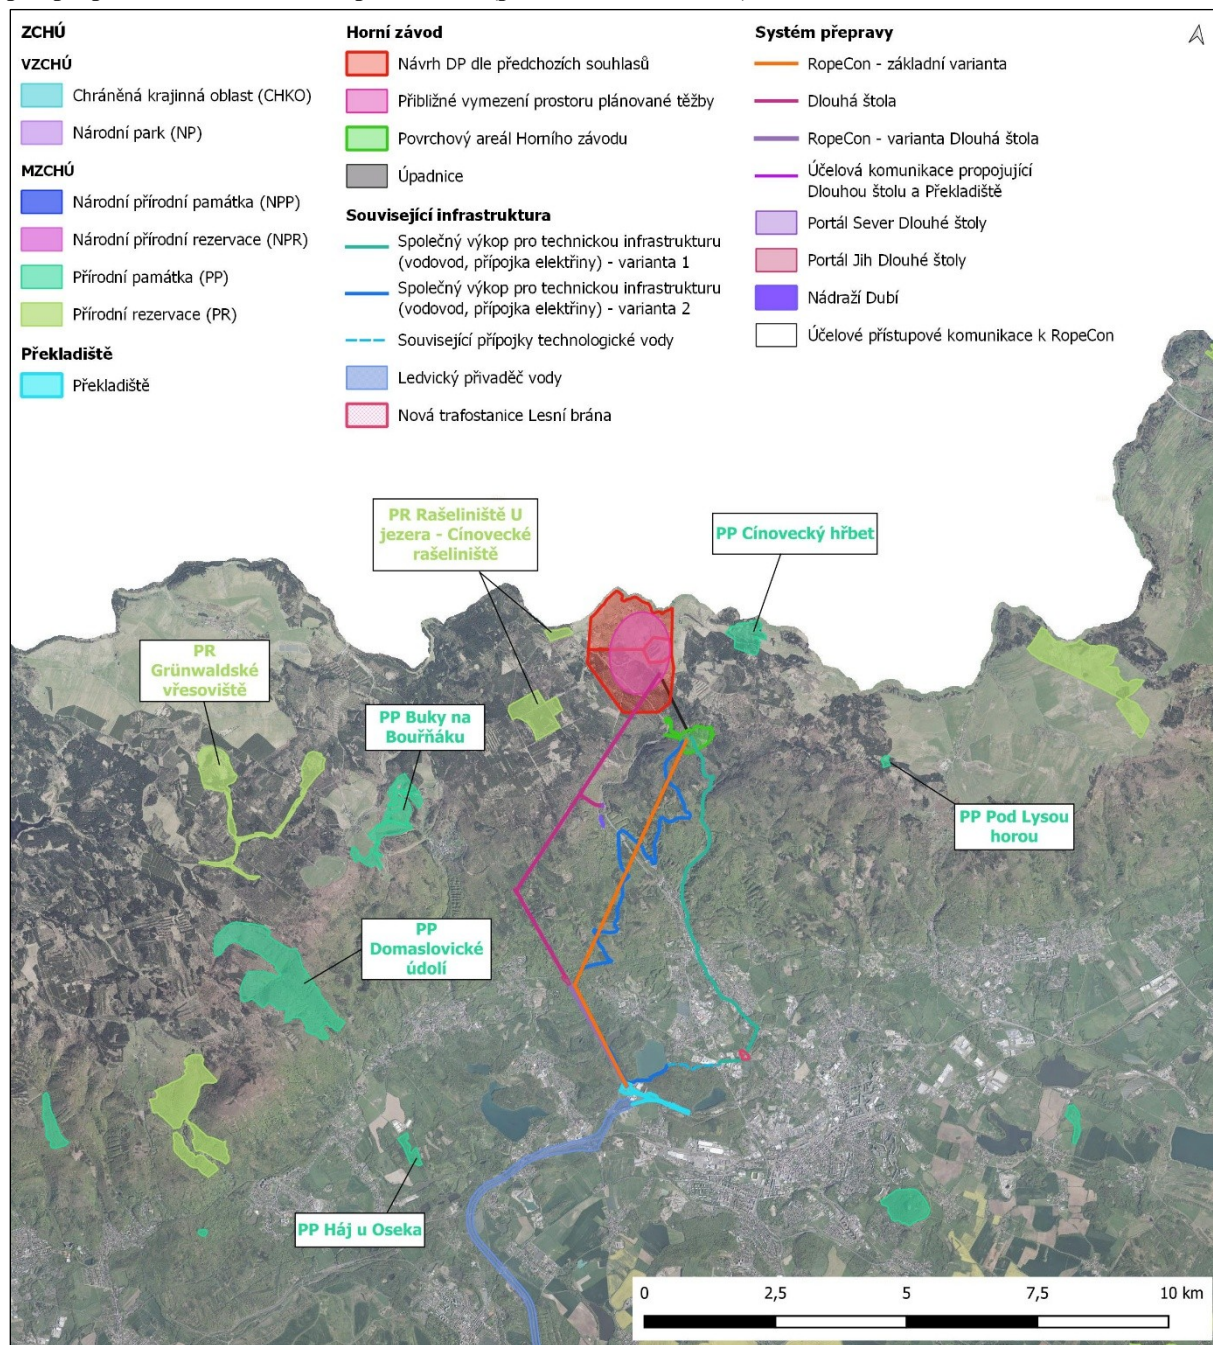 ZCHÚ
VZCHÚ
Chráněná krajinná oblast (CHKO)
Národní park (NP)
MZCHÚ
Národní přírodní památka (NPP)
Národní přírodní rezervace (NPR)
Přírodní památka (PP)
Přírodní rezervace (PR)
Překladiště
Překladiště
Horní závod
Návrh DP dle předchozích souhlasů
Přibližné vymezení prostoru plánované těžby
Povrchový areál Horního závodu
Úpadnice
Související infrastruktura
Společný výkop pro technickou infrastrukturu
(vodovod, přípojka elektřiny) - varianta 1
Společný výkop pro technickou infrastrukturu
(vodovod, přípojka elektřiny) - varianta 2
Související přípojky technologické vody
Ledvický přivaděč vody
Nová trafostanice Lesní brána
Systém přepravy
RopeCon - základní varianta
Dlouhá štola
RopeCon - varianta Dlouhá štola
Účelová komunikace propojující
Dlouhou štolu a Překladiště
Portál Sever Dlouhé štoly
Portál Jih Dlouhé štoly
Nádraží Dubí
Účelové přístupové komunikace k RopeCon
PR Rašeliniště U
jezera - Cínovecké
rašeliniště
PP Cínovecký hřbet
PR
Grünwaldské
vřesoviště
PP Buky na
Bouřňáku
PP Pod Lysou
horou
PP
Domaslovické
údolí
PP Háj u Oseka
0 2,5 5 7,5 10 km